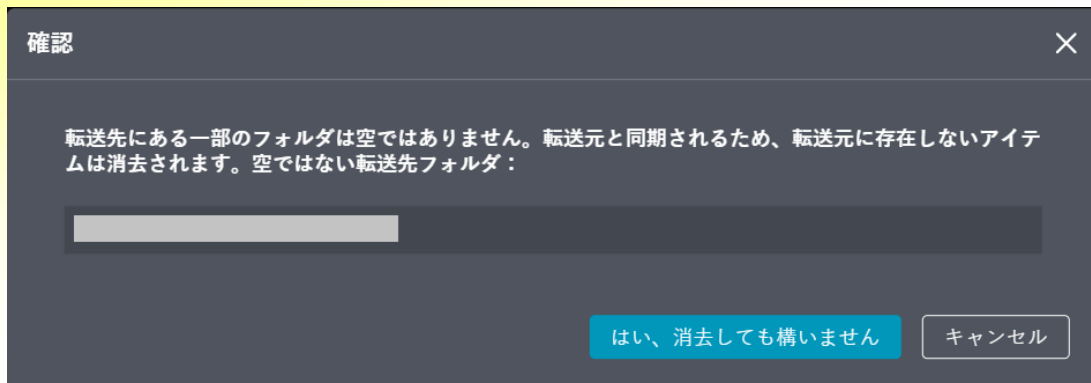 確認
転送先にある一部のフォルダは空ではありません。転送元と同期されるため、転送元に存在しないアイテ
ムは消去されます。空ではない転送先フォルダ：
はい、消去しても構いません
キャンセル